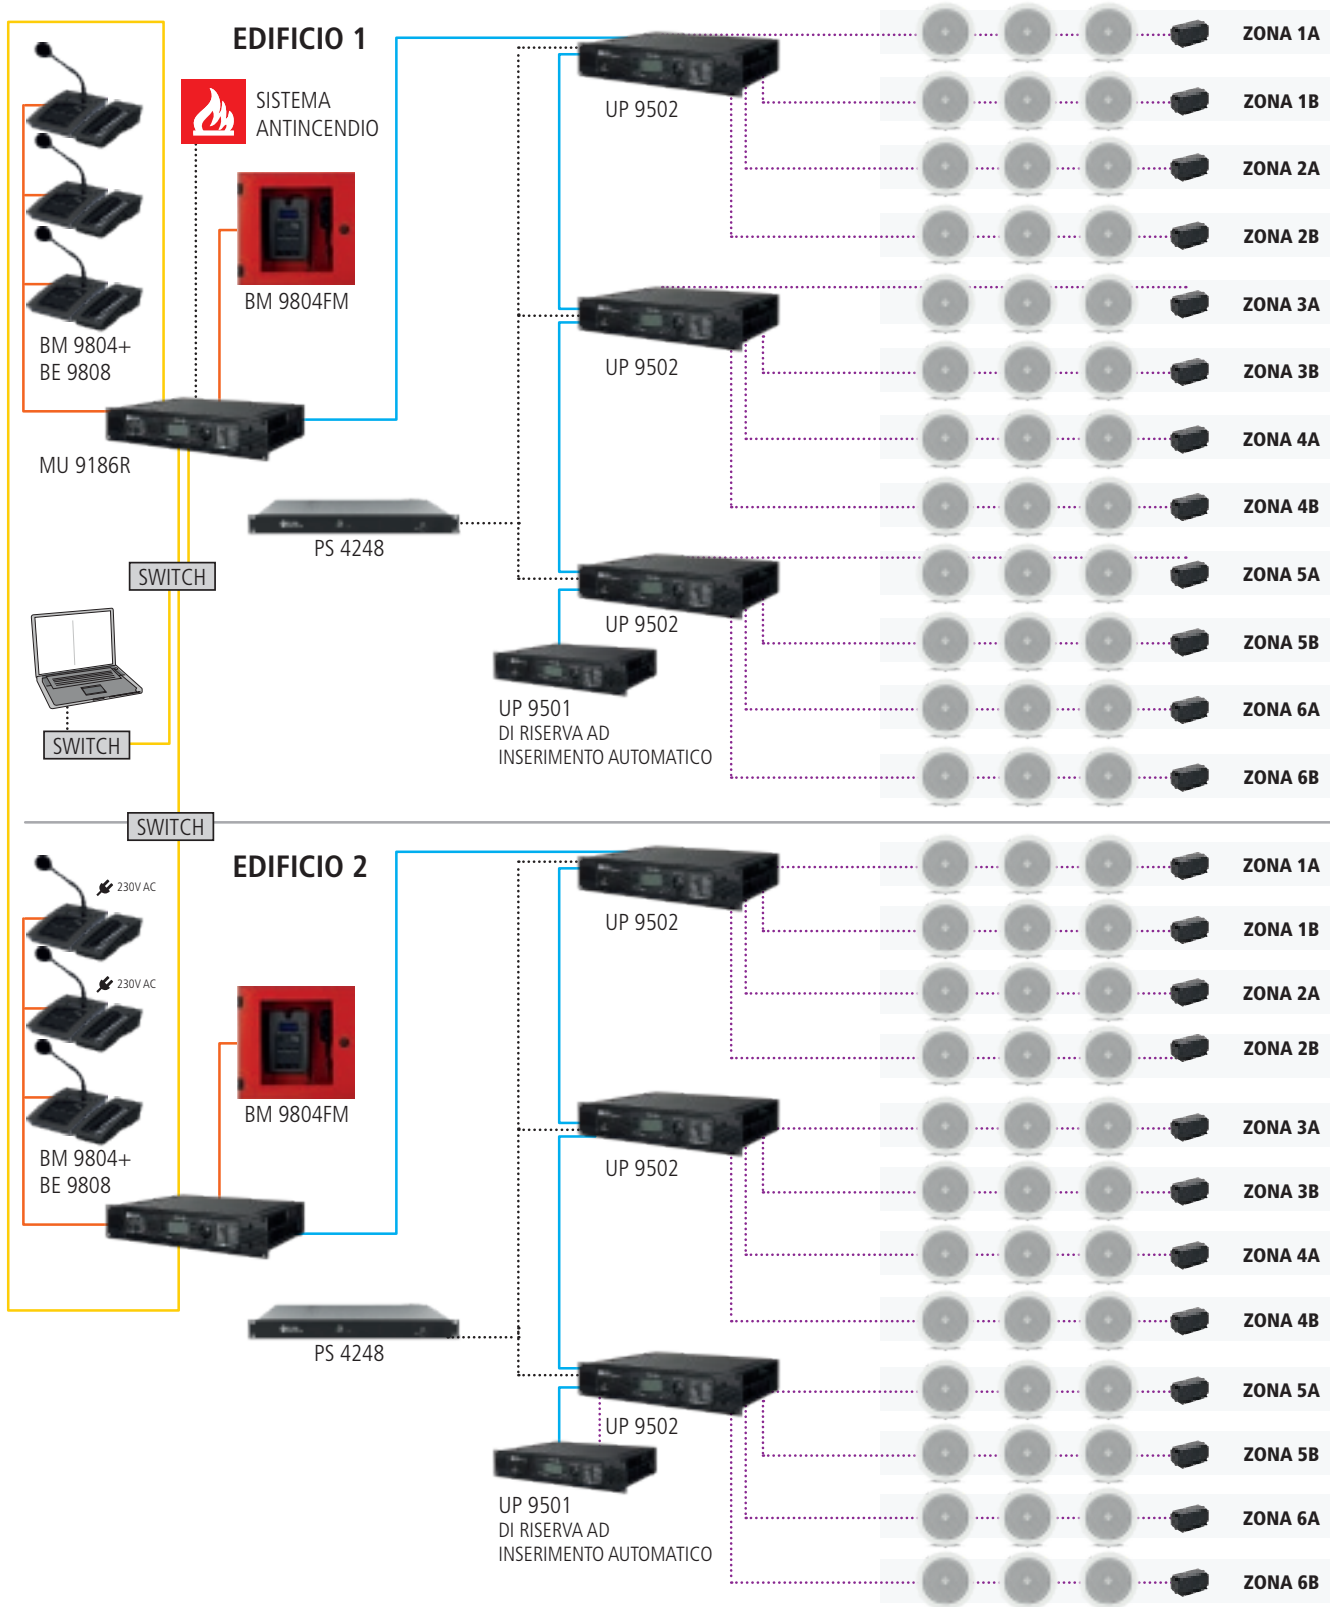 EDIFICIO 1
SISTEMA
ANTINCENDIO
BM 9804FM
BM 9804+
BE 9808
MU 9186R
PS 4248
SWITCH
SWITCH
UP 9502
UP 9502
UP 9502
UP 9501
DI RISERVA AD
INSERIMENTO AUTOMATICO
ZONA 1A
ZONA 1B
ZONA 2A
ZONA 2B
ZONA 3A
ZONA 3B
ZONA 4A
ZONA 4B
ZONA 5A
ZONA 5B
ZONA 6A
ZONA 6B
SWITCH
EDIFICIO 2
230V AC
230V AC
BM 9804FM
BM 9804+
BE 9808
PS 4248
UP 9502
UP 9502
UP 9502
UP 9501
DI RISERVA AD
INSERIMENTO AUTOMATICO
ZONA 1A
ZONA 1B
ZONA 2A
ZONA 2B
ZONA 3A
ZONA 3B
ZONA 4A
ZONA 4B
ZONA 5A
ZONA 5B
ZONA 6A
ZONA 6B